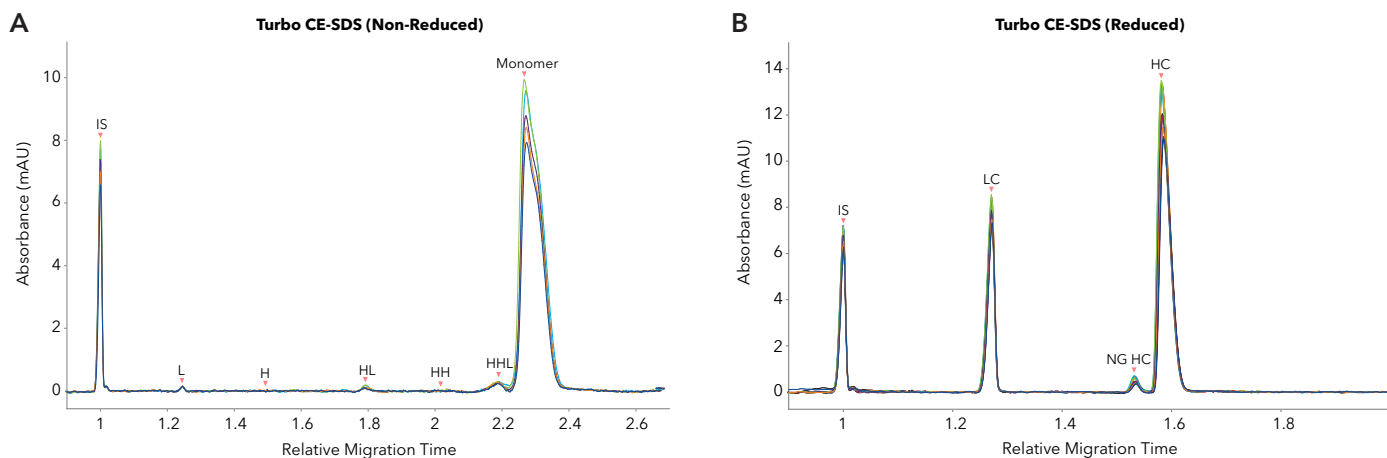 A
Turbo CE-SDS (Non-Reduced)
Absorbance (mAU)
10
8
6
4
2
0
IS
L
H
HL
HH
HHL
Monomer
1 1.2 1.4 1.6 1.8 2 2.2 2.4 2.6
Relative Migration Time
B
Turbo CE-SDS (Reduced)
Absorbance (mAU)
14
12
10
8
6
4
2
0
IS
LC
NG HC
HC
1 1.2 1.4 1.6 1.8
Relative Migration Time